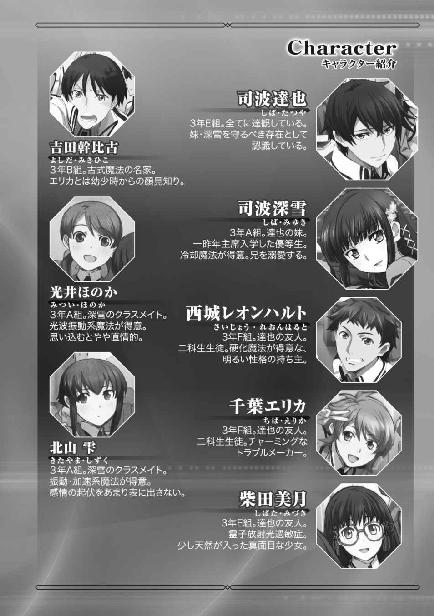 Character
キャラクター紹介
司波達也
しば・たつや
3年E組。全てに達観している。
妹・深雪を守るべき存在として
認識している。
吉田幹比古
よしだ・みきひこ
3年B組。古式魔法の名家。
エリカとは幼少時からの顔見知り。
司波深雪
しば・みゆき
3年A組。達也の妹。
一昨年主席入学した優等生。
冷却魔法が得意。兄を溺愛する。
光井ほのか
みつい・ほのか
3年A組。深雪のクラスメイト。
光波振動系魔法が得意。
思い込むとやや直情的。
西城レオンハルト
さいじょう・れおんはると
3年F組。達也の友人。
二科生生徒。硬化魔法が得意な、
明るい性格の持ち主。
千葉エリカ
ちば・えりか
3年F組。達也の友人。
二科生生徒。チャーミングな
トラブルメーカー。
北山 雫
きたやま・しずく
3年A組。深雪のクラスメイト。
振動・加速系魔法が得意。
感情の起伏をあまり表に出さない。
柴田美月
しばた・みづき
3年E組。達也の友人。
霊子放射光過敏症。
少し天然が入った真面目な少女。